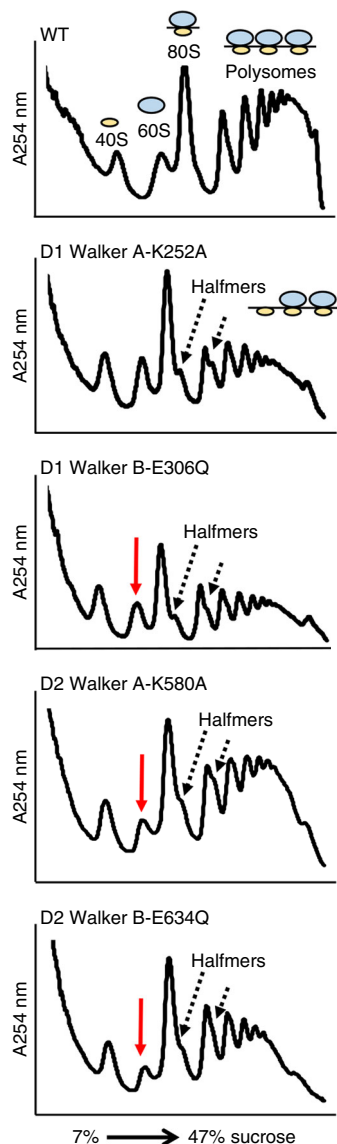 WT
80S
Polysomes
60S
40S
A254 nm
D1 Walker A-K252A
Halfmers
A254 nm
D1 Walker B-E306Q
Halfmers
A254 nm
D2 Walker A-K580A
Halfmers
A254 nm
D2 Walker B-E634Q
Halfmers
A254 nm
7% 47% sucrose